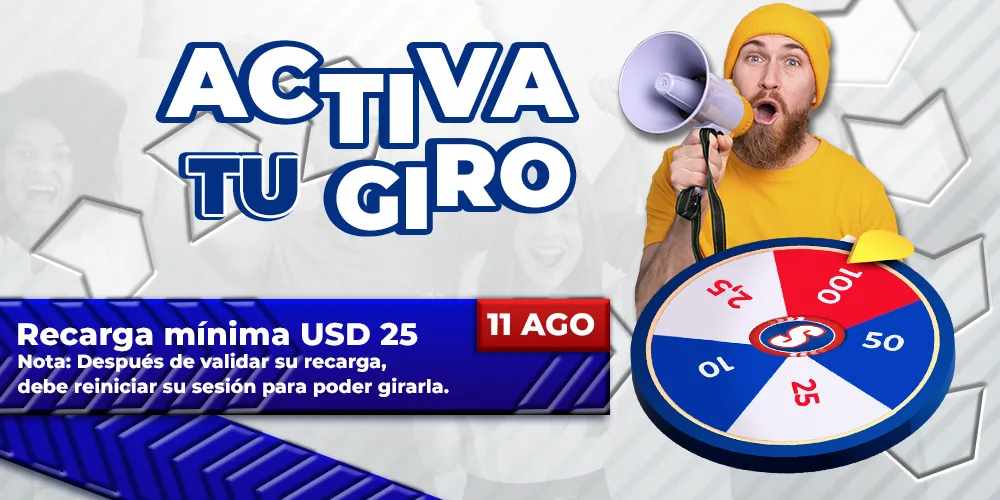 ACTIVA
TU GIRO
Recarga mínima USD 25
11 AGO
Nota: Después de validar su recarga,
debe reiniciar su sesión para poder girarla.
2,5
100
50
25
10
S